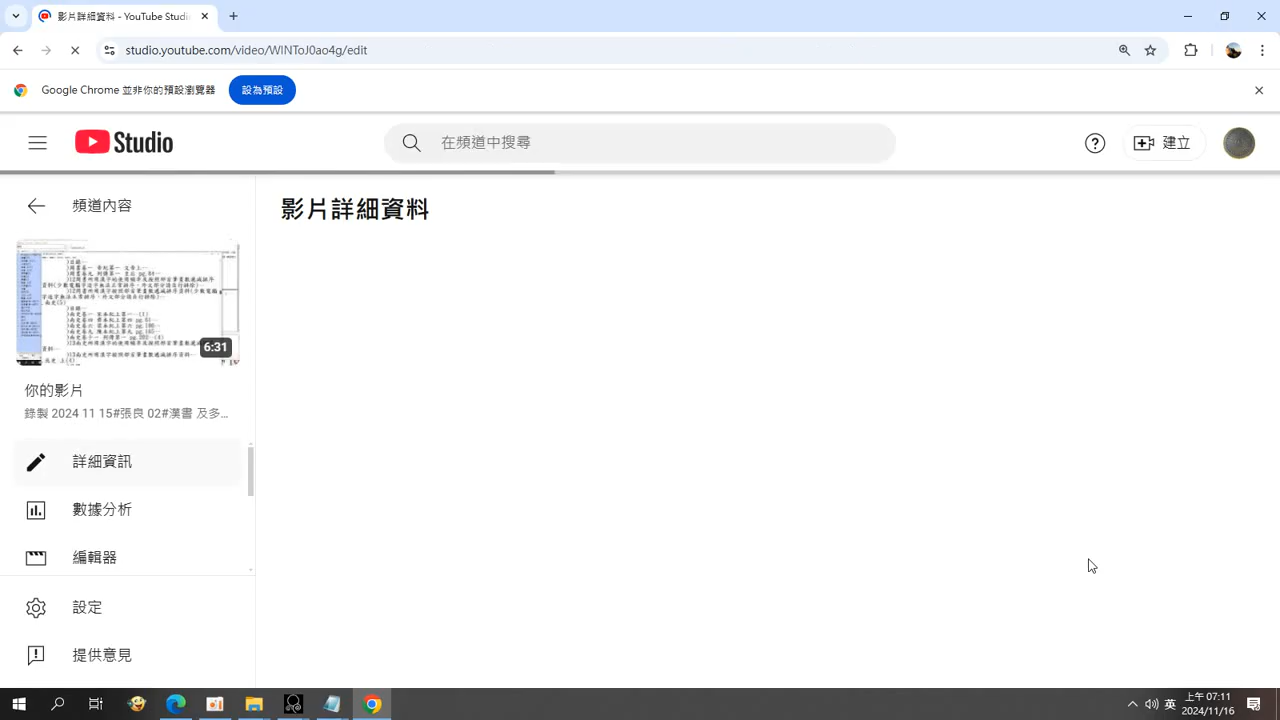 影片詳細資料 - YouTube Studi
studio.youtube.com/video/WlNToJ0ao4g/edit
Google Chrome 並非你的預設瀏覽器
設為預設
Studio
在頻道中搜尋
建立
頻道內容
影片詳細資料
6:31
你的影片
錄製 2024 11 15#張良 02#漢書 及多…
詳細資訊
數據分析
編輯器
設定
提供意見
英
上午 07:11
2024/11/16